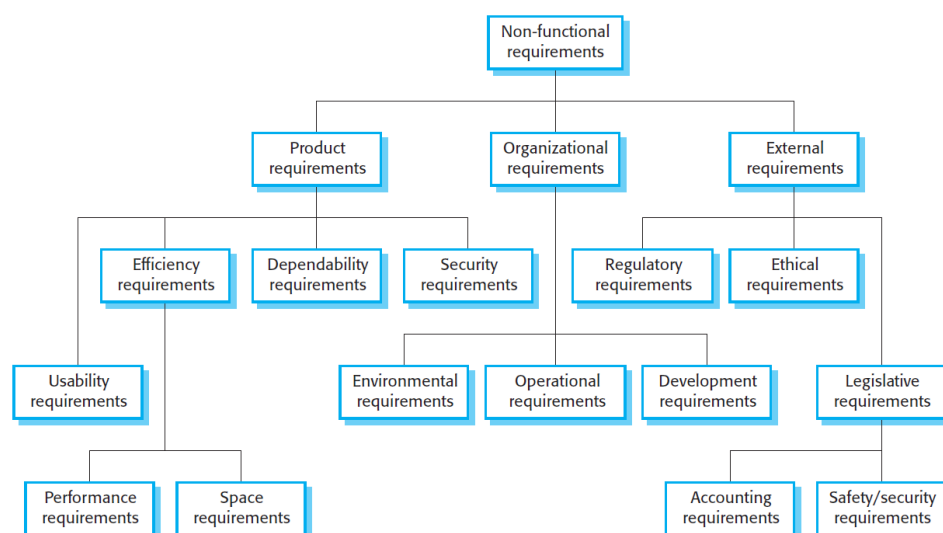 Non-functional
requirements
Product
requirements
Organizational
requirements
External
requirements
Efficiency
requirements
Dependability
requirements
Security
requirements
Regulatory
requirements
Ethical
requirements
Usability
requirements
Environmental
requirements
Operational
requirements
Development
requirements
Legislative
requirements
Performance
requirements
Space
requirements
Accounting
requirements
Safety/security
requirements